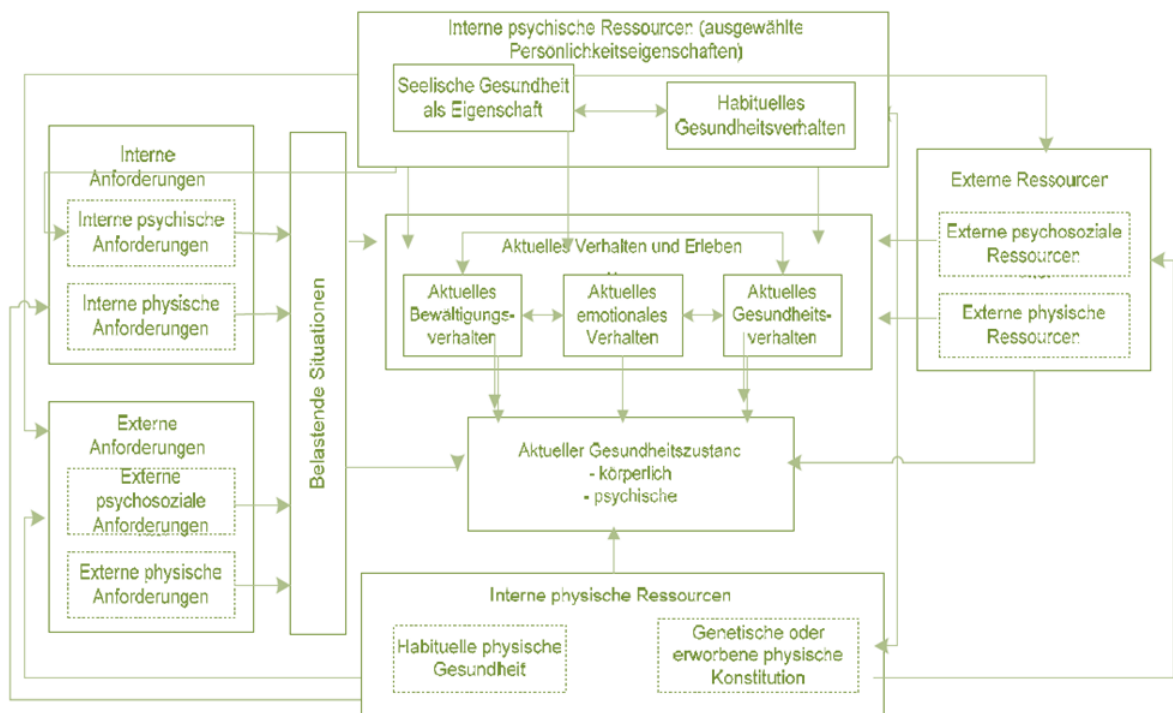 Interne psychische Ressourcen (ausgewählte
Persönlichkeitseigenschaften)
Seelische Gesundheit
als Eigenschaft
Habituelles
Gesundheitsverhalten
Interne
Anforderungen
Interne psychische
Anforderungen
Interne physische
Anforderungen
Externe
Anforderungen
Externe
psychosoziale
Anforderungen
Externe physische
Anforderungen
Belastende Situationen
Aktuelles Verhalten und Erleben
Aktuelles
Bewältigungs-
verhalten
Aktuelles
emotionales
Verhalten
Aktuelles
Gesundheits-
verhalten
Aktueller Gesundheitszustand
- körperlich
- psychische
Externe Ressourcen
Externe psychosoziale
Ressourcen
Externe physische
Ressourcen
Interne physische Ressourcen
Habituelle physische
Gesundheit
Genetische oder
erworbene physische
Konstitution